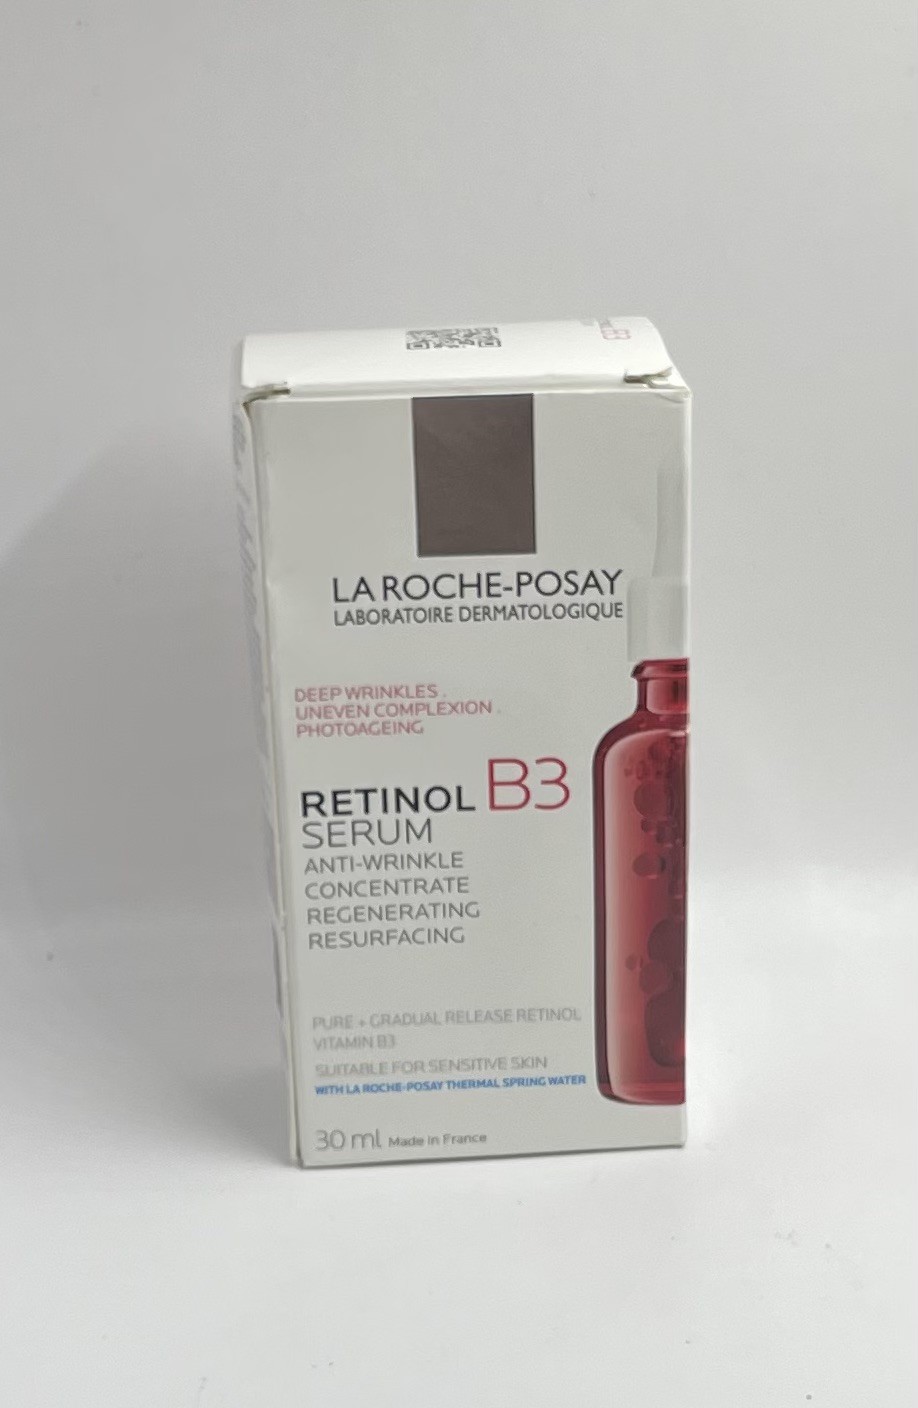 LA ROCHE-POSAY
LABORATOIRE DERMATOLOGIQUE
DEEP WRINKLES .
UNEVEN COMPLEXION .
PHOTOAGEING
RETINOL B3
SERUM
ANTI-WRINKLE
CONCENTRATE
REGENERATING
RESURFACING
PURE + GRADUAL RELEASE RETINOL
VITAMIN B3
SUITABLE FOR SENSITIVE SKIN
WITH LA ROCHE-POSAY THERMAL SPRING WATER
30 ml Made in France